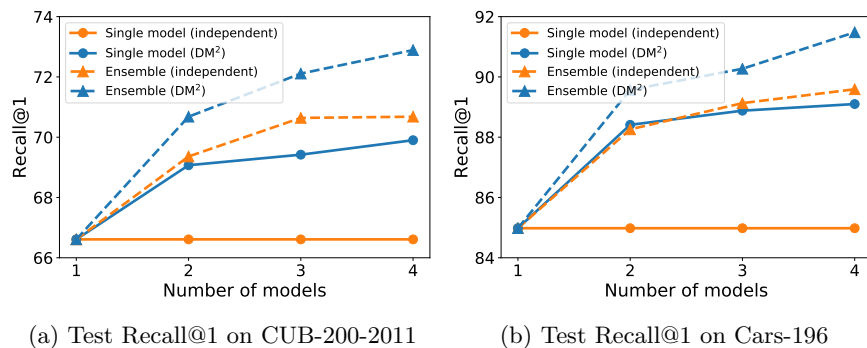 74
72
70
68
66
Recall@1
Single model (independent)
Single model (DM²)
Ensemble (independent)
Ensemble (DM²)
1 2 3 4
Number of models
(a) Test Recall@1 on CUB-200-2011
92
90
88
86
84
Recall@1
Single model (independent)
Single model (DM²)
Ensemble (independent)
Ensemble (DM²)
1 2 3 4
Number of models
(b) Test Recall@1 on Cars-196